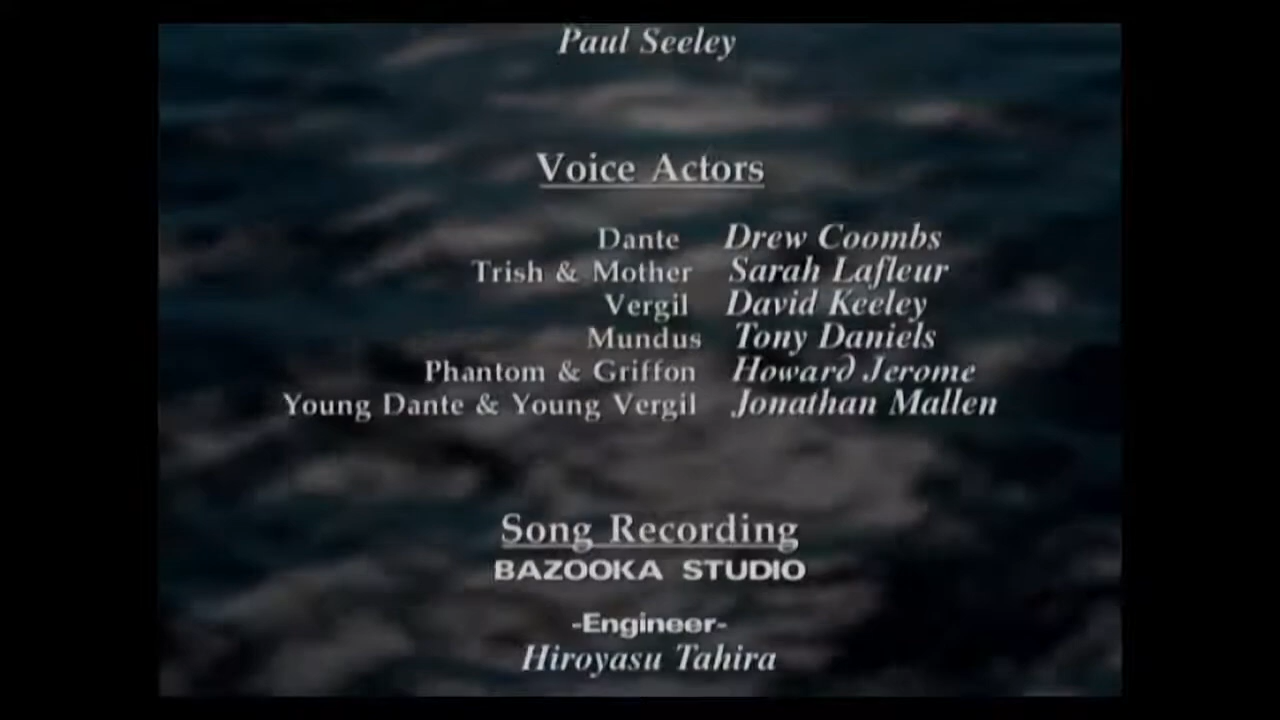 Paul Seeley
Voice Actors
Dante Drew Coombs
Trish & Mother Sarah Lafleur
Vergil David Keeley
Mundus Tony Daniels
Phantom & Griffon Howard Jerome
Young Dante & Young Vergil Jonathan Mallen
Song Recording
BAZOOKA STUDIO
-Engineer-
Hiroyasu Tahira